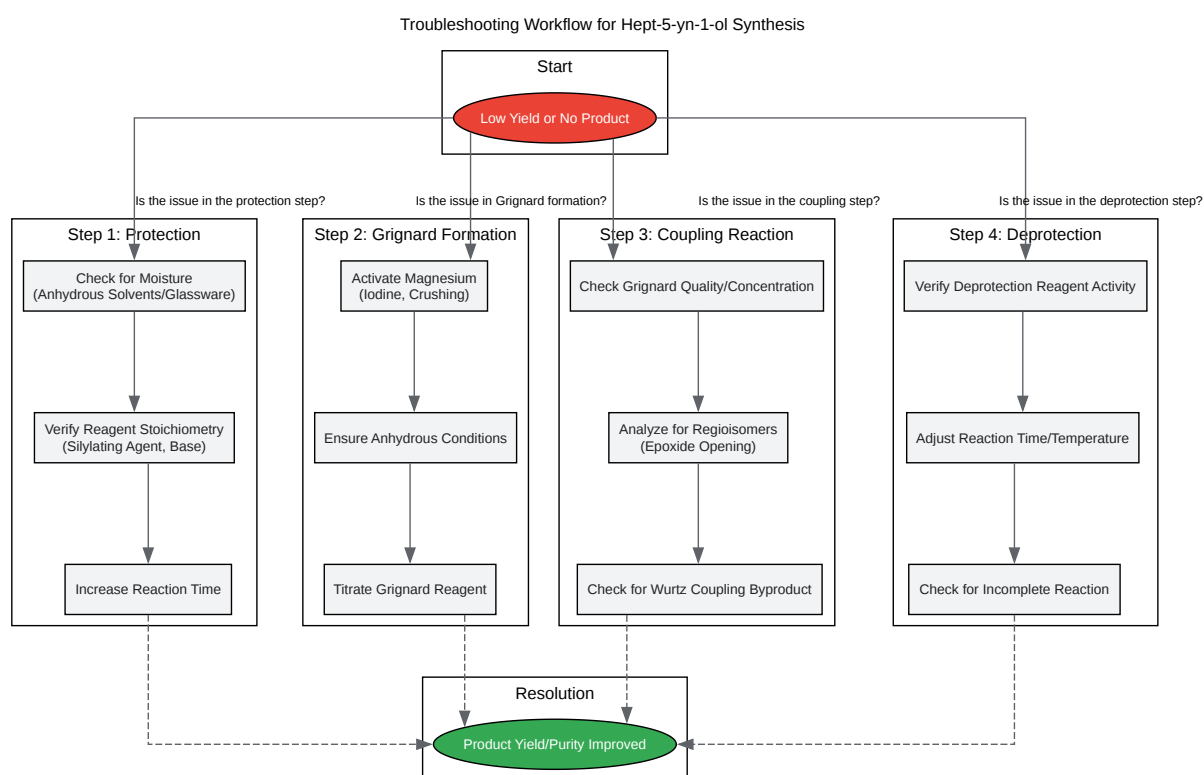 Troubleshooting Workflow for Hept-5-yn-1-ol Synthesis
Start
Low Yield or No Product
Is the issue in the protection step?
Is the issue in Grignard formation?
Is the issue in the coupling step?
Is the issue in the deprotection step?
Step 1: Protection
Check for Moisture
(Anhydrous Solvents/Glassware)
Verify Reagent Stoichiometry
(Silylating Agent, Base)
Increase Reaction Time
Step 2: Grignard Formation
Activate Magnesium
(Iodine, Crushing)
Ensure Anhydrous Conditions
Titrate Grignard Reagent
Step 3: Coupling Reaction
Check Grignard Quality/Concentration
Analyze for Regioisomers
(Epoxide Opening)
Check for Wurtz Coupling Byproduct
Step 4: Deprotection
Verify Deprotection Reagent Activity
Adjust Reaction Time/Temperature
Check for Incomplete Reaction
Resolution
Product Yield/Purity Improved